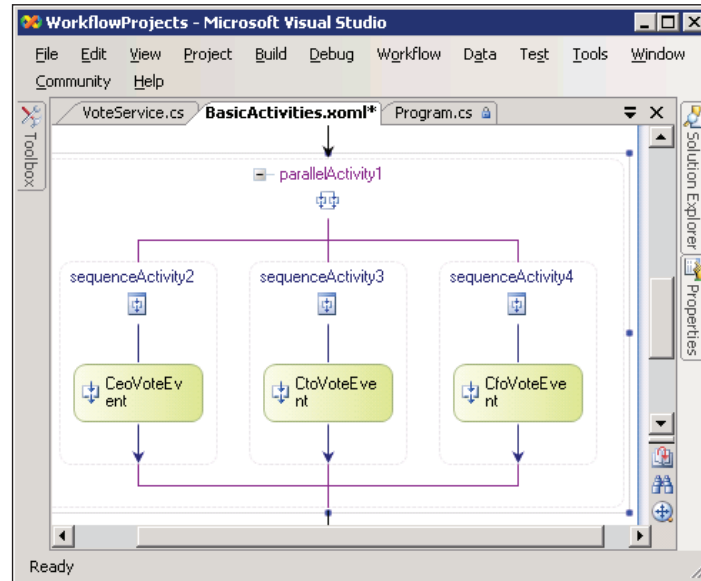 WorkflowProjects - Microsoft Visual Studio
File Edit View Project Build Debug Workflow Data Test Tools Window
Community Help
VoteService.cs BasicActivities.xoml* Program.cs
Toolbox
Solution Explorer
Properties
parallelActivity1
sequenceActivity2 sequenceActivity3 sequenceActivity4
CeoVoteEv CtoVoteEve CfoVoteEve
ent nt nt
Ready